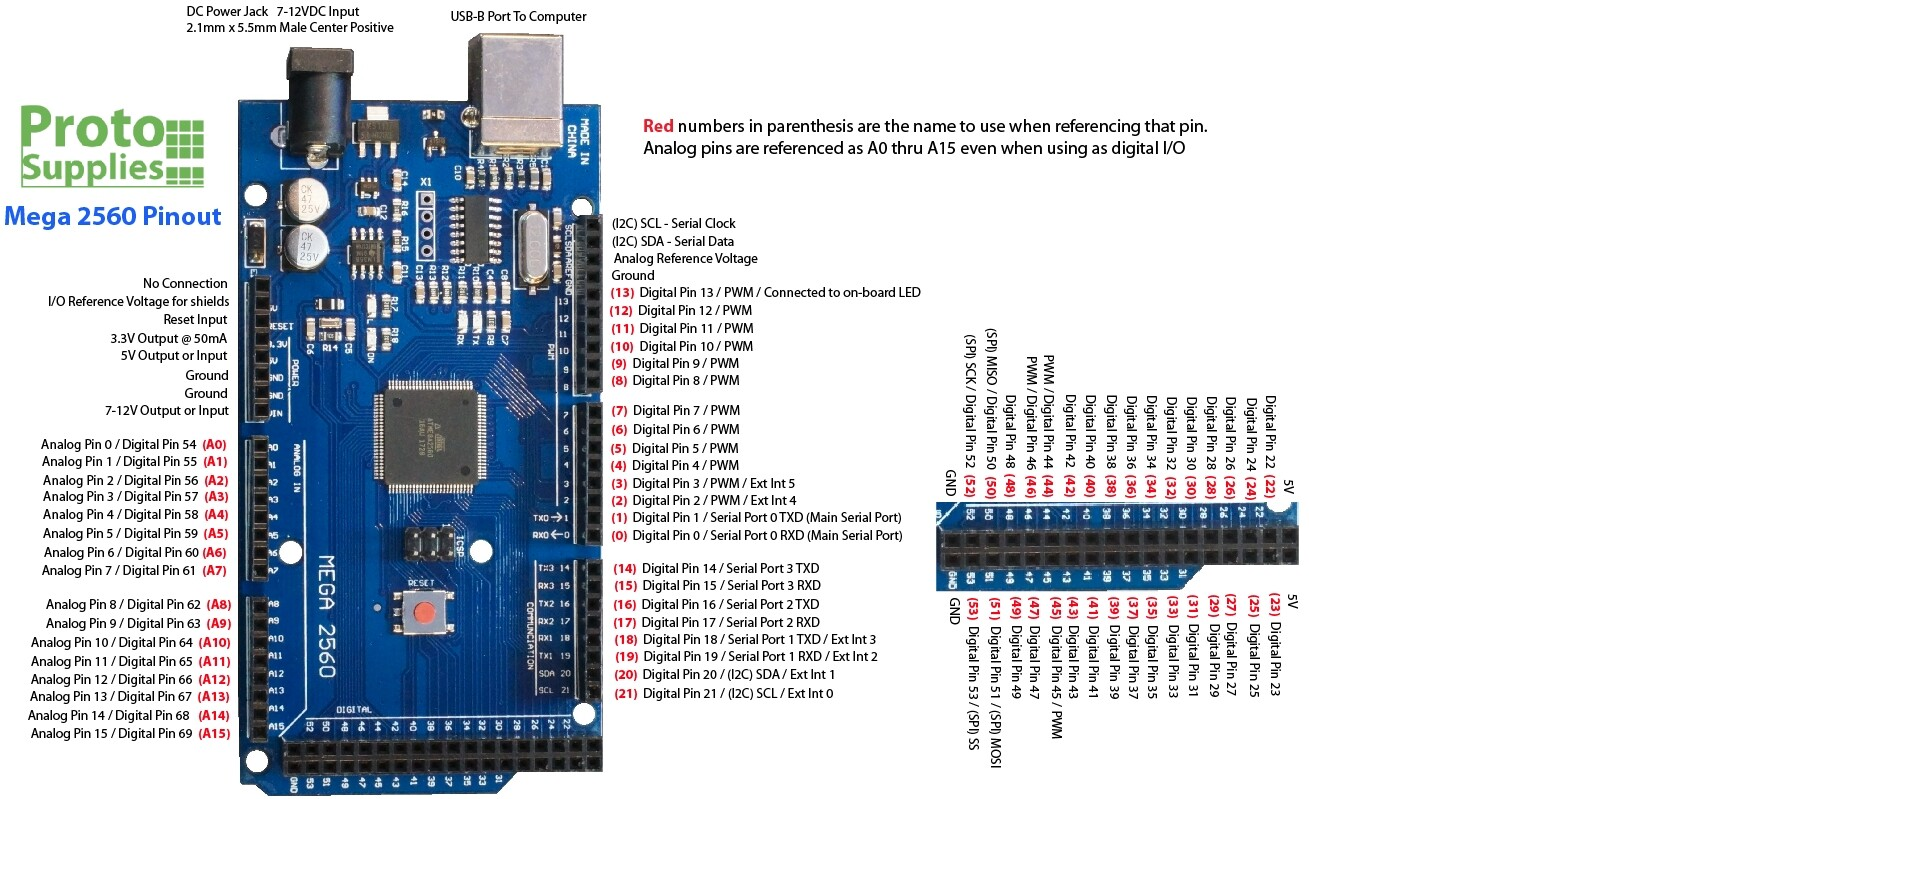 DC Power Jack 7-12VDC Input
2.1mm x 5.5mm Male Center Positive
USB-B Port To Computer
Proto
Supplies
Mega 2560 Pinout
Red numbers in parenthesis are the name to use when referencing that pin.
Analog pins are referenced as A0 thru A15 even when using as digital I/O
No Connection
I/O Reference Voltage for shields
Reset Input
3.3V Output @ 50mA
5V Output or Input
Ground
Ground
7-12V Output or Input
Analog Pin 0 / Digital Pin 54 (A0)
Analog Pin 1 / Digital Pin 55 (A1)
Analog Pin 2 / Digital Pin 56 (A2)
Analog Pin 3 / Digital Pin 57 (A3)
Analog Pin 4 / Digital Pin 58 (A4)
Analog Pin 5 / Digital Pin 59 (A5)
Analog Pin 6 / Digital Pin 60 (A6)
Analog Pin 7 / Digital Pin 61 (A7)
Analog Pin 8 / Digital Pin 62 (A8)
Analog Pin 9 / Digital Pin 63 (A9)
Analog Pin 10 / Digital Pin 64 (A10)
Analog Pin 11 / Digital Pin 65 (A11)
Analog Pin 12 / Digital Pin 66 (A12)
Analog Pin 13 / Digital Pin 67 (A13)
Analog Pin 14 / Digital Pin 68 (A14)
Analog Pin 15 / Digital Pin 69 (A15)
MADE IN
CHINA
X1
CK
47
25V
CK
47
25V
RESET
POWER
ANALOG IN
PWM
TX0→1
RX0←0
ICSP
RESET
MEGA 2560
COMMUNICATION
TX3 14
RX3 15
TX2 16
RX2 17
RX1 18
TX1 19
SDA 20
SCL 21
DIGITAL
(I2C) SCL - Serial Clock
(I2C) SDA - Serial Data
Analog Reference Voltage
Ground
(13) Digital Pin 13 / PWM / Connected to on-board LED
(12) Digital Pin 12 / PWM
(11) Digital Pin 11 / PWM
(10) Digital Pin 10 / PWM
(9) Digital Pin 9 / PWM
(8) Digital Pin 8 / PWM
(7) Digital Pin 7 / PWM
(6) Digital Pin 6 / PWM
(5) Digital Pin 5 / PWM
(4) Digital Pin 4 / PWM
(3) Digital Pin 3 / PWM / Ext Int 5
(2) Digital Pin 2 / PWM / Ext Int 4
(1) Digital Pin 1 / Serial Port 0 TXD (Main Serial Port)
(0) Digital Pin 0 / Serial Port 0 RXD (Main Serial Port)
(14) Digital Pin 14 / Serial Port 3 TXD
(15) Digital Pin 15 / Serial Port 3 RXD
(16) Digital Pin 16 / Serial Port 2 TXD
(17) Digital Pin 17 / Serial Port 2 RXD
(18) Digital Pin 18 / Serial Port 1 TXD / Ext Int 3
(19) Digital Pin 19 / Serial Port 1 RXD / Ext Int 2
(20) Digital Pin 20 / (I2C) SDA / Ext Int 1
(21) Digital Pin 21 / (I2C) SCL / Ext Int 0
GND
(SPI) SCK / Digital Pin 52 (52)
(SPI) MISO / Digital Pin 50 (50)
Digital Pin 48 (48)
PWM / Digital Pin 46 (46)
PWM / Digital Pin 44 (44)
Digital Pin 42 (42)
Digital Pin 40 (40)
Digital Pin 38 (38)
Digital Pin 36 (36)
Digital Pin 34 (34)
Digital Pin 32 (32)
Digital Pin 30 (30)
Digital Pin 28 (28)
Digital Pin 26 (26)
Digital Pin 24 (24)
Digital Pin 22 (22)
5V
GND
(53) Digital Pin 53 / (SPI) SS
(51) Digital Pin 51 / (SPI) MOSI
(49) Digital Pin 49
(47) Digital Pin 47
(45) Digital Pin 45 / PWM
(43) Digital Pin 43
(41) Digital Pin 41
(39) Digital Pin 39
(37) Digital Pin 37
(35) Digital Pin 35
(33) Digital Pin 33
(31) Digital Pin 31
(29) Digital Pin 29
(27) Digital Pin 27
(25) Digital Pin 25
(23) Digital Pin 23
5V